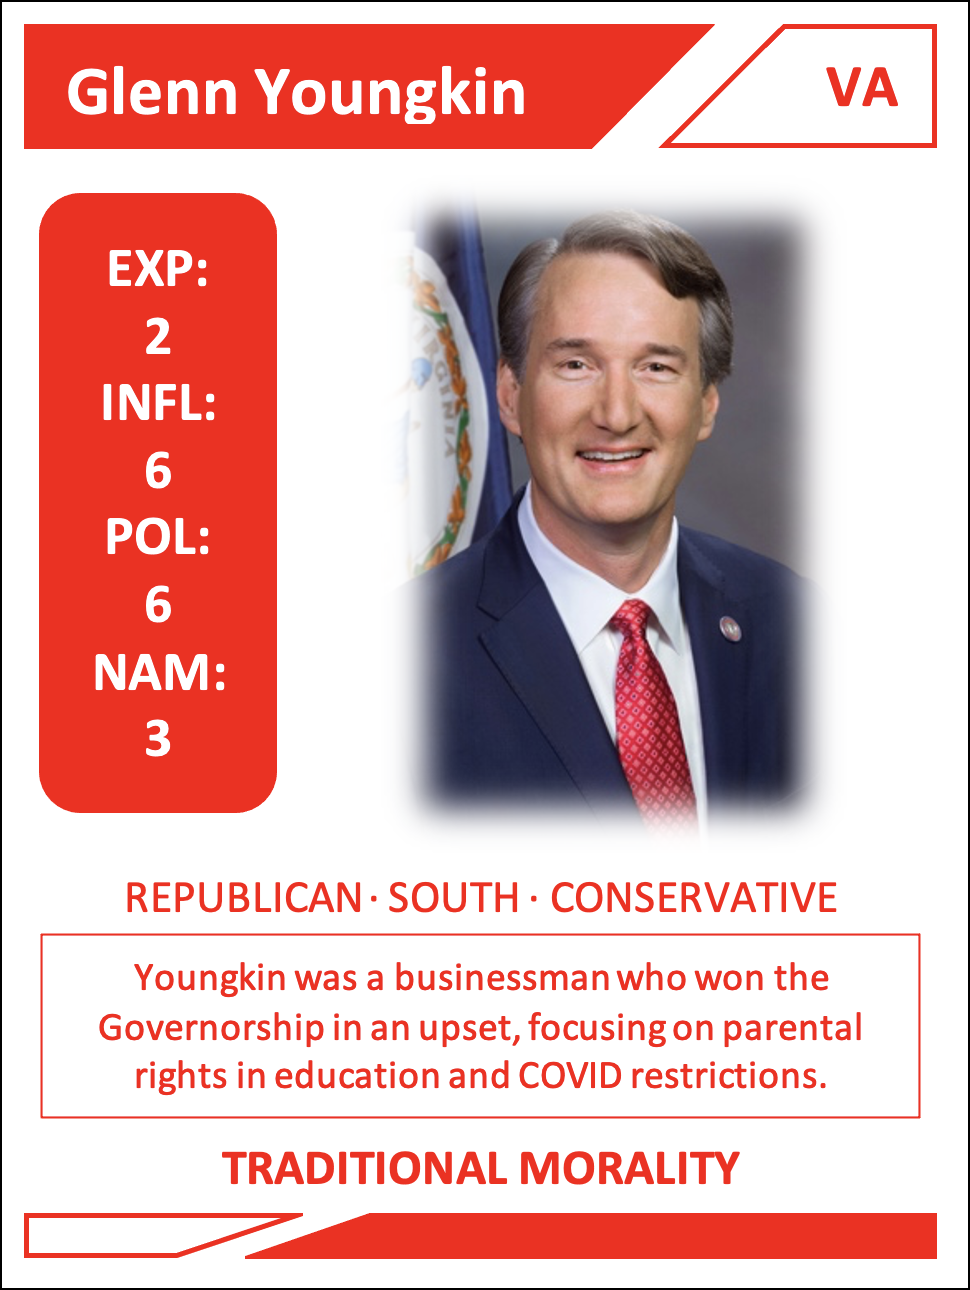 Glenn Youngkin
VA
EXP:
2
INFL:
6
POL:
6
NAM:
3
REPUBLICAN · SOUTH · CONSERVATIVE
Youngkin was a businessman who won the
Governorship in an upset, focusing on parental
rights in education and COVID restrictions.
TRADITIONAL MORALITY